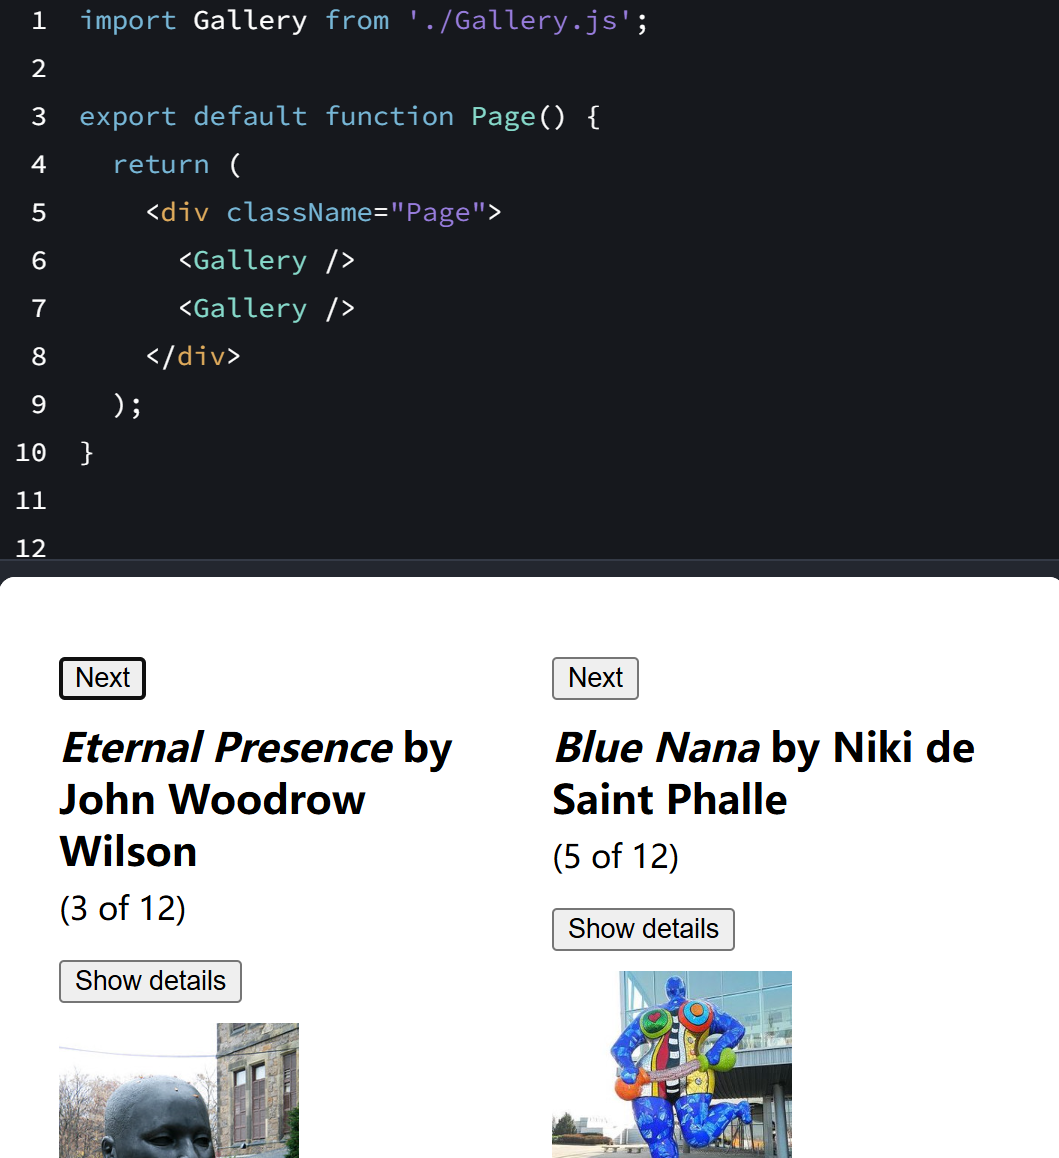 1 import Gallery from './Gallery.js';
2
3 export default function Page() {
4   return (
5     <div className="Page">
6       <Gallery />
7       <Gallery />
8     </div>
9   );
10 }
11
12
Next
Eternal Presence by
John Woodrow
Wilson
(3 of 12)
Show details
Next
Blue Nana by Niki de
Saint Phalle
(5 of 12)
Show details